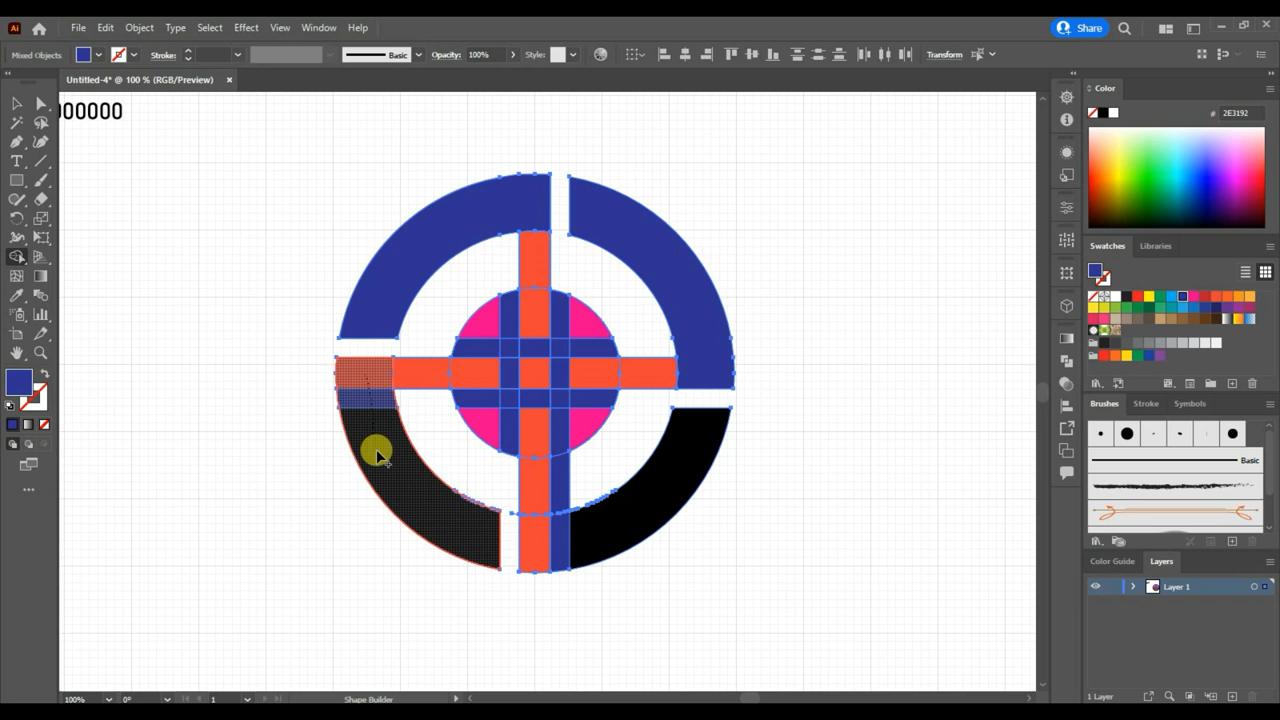 Ai File Edit Object Type Select Effect View Window Help Share
Mixed Objects Stroke: Basic Opacity: 100% Style: Transform
Untitled-4* @ 100 % (RGB/Preview) ×
Color
# 2E3192
000000
Swatches Libraries
Brushes Stroke Symbols
Basic
Color Guide Layers
Layer 1
1 Layer
100% 0° 1 Shape Builder